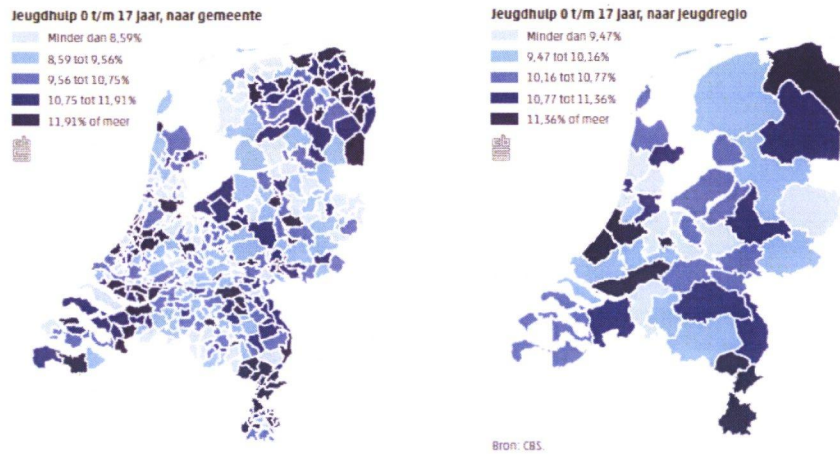 Jeugdhulp 0 t/m 17 jaar, naar gemeente
Minder dan 8,59%
8,59 tot 9,56%
9,56 tot 10,75%
10,75 tot 11,91%
11,91% of meer
Jeugdhulp 0 t/m 17 jaar, naar jeugdregio
Minder dan 9,47%
9,47 tot 10,16%
10,16 tot 10,77%
10,77 tot 11,36%
11,36% of meer
Bron: CBS.